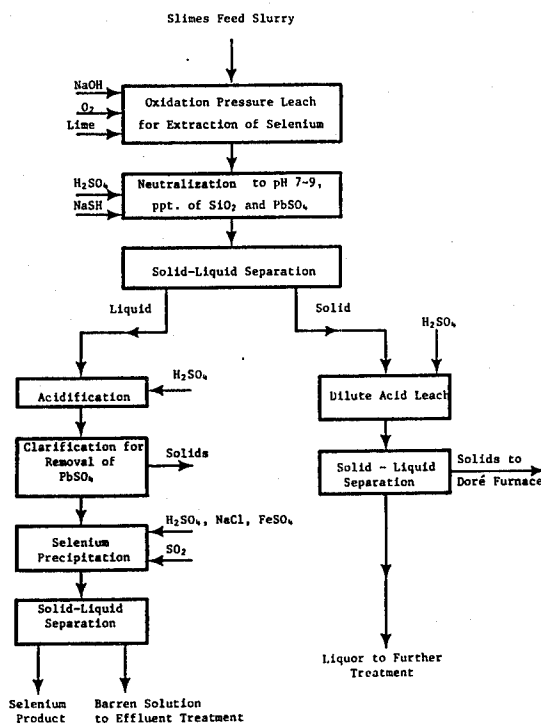 Slimes Feed Slurry
NaOH
O2
Lime
Oxidation Pressure Leach
for Extraction of Selenium
H2SO4
NaSH
Neutralization to pH 7-9,
ppt. of SiO2 and PbSO4
Solid-Liquid Separation
Liquid
Solid
H2SO4
Acidification
H2SO4
Dilute Acid Leach
Clarification for
Removal of
PbSO4
Solids
Solid - Liquid
Separation
Solids to
Doré Furnace
Selenium
Precipitation
H2SO4, NaCl, FeSO4
SO2
Solid-Liquid
Separation
Liquor to Further
Treatment
Selenium
Product
Barren Solution
to Effluent Treatment